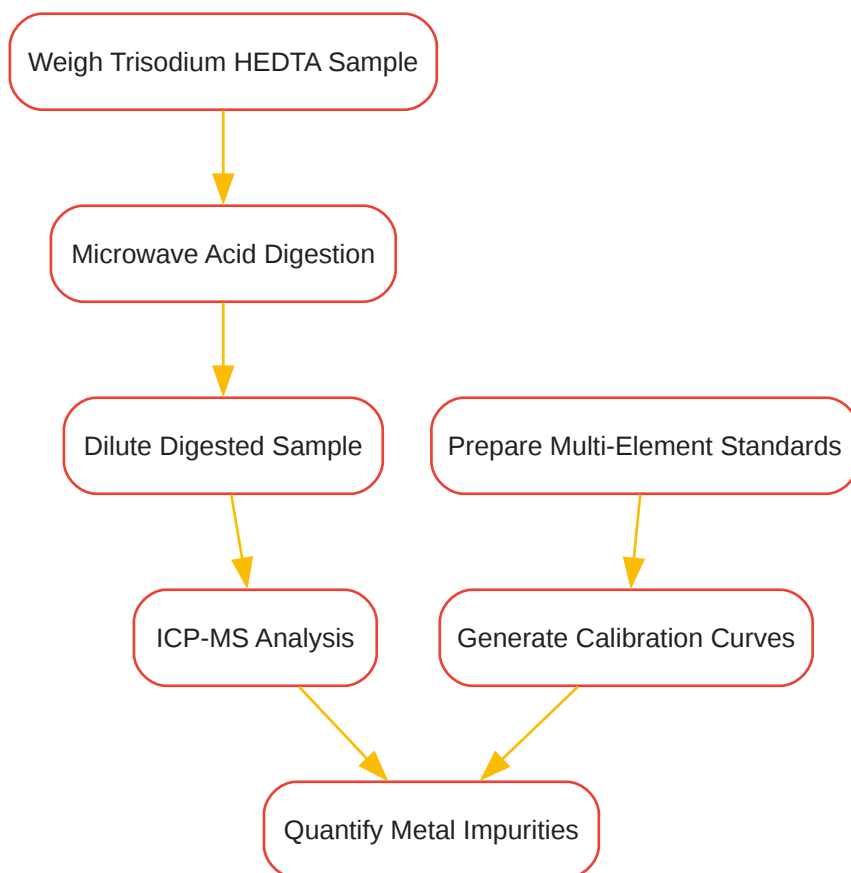 Weigh Trisodium HEDTA Sample
Microwave Acid Digestion
Dilute Digested Sample
Prepare Multi-Element Standards
ICP-MS Analysis
Generate Calibration Curves
Quantify Metal Impurities